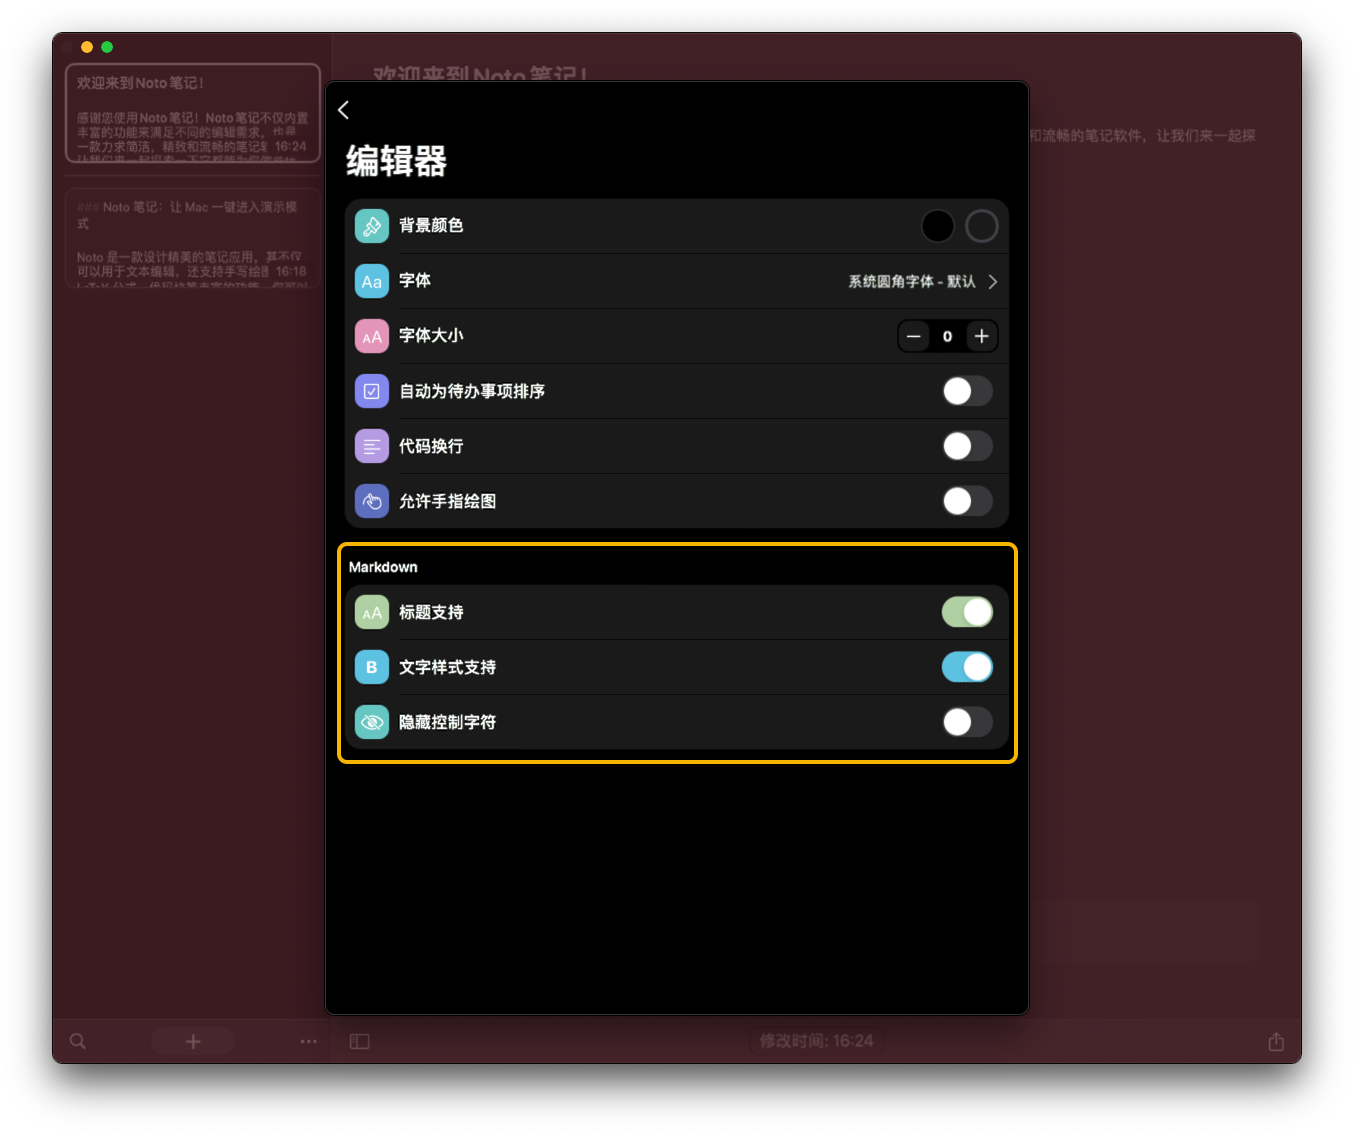 欢迎来到Noto笔记！
感谢您使用Noto笔记！Noto笔记不仅内置
丰富的功能来满足不同的编辑需求，也是
一款力求简洁，精致和流畅的笔记 16:24
### Noto 笔记：让 Mac 一键进入演示模
式
Noto 是一款设计精美的笔记应用，其不仅
可以用于文本编辑，还支持手写绘图 16:18
欢迎来到Noto笔记！
和流畅的笔记软件，让我们来一起探
编辑器
背景颜色
Aa 字体 系统圆角字体 - 默认
AA 字体大小 0
自动为待办事项排序
代码换行
允许手指绘图
Markdown
AA 标题支持
B 文字样式支持
隐藏控制字符
修改时间: 16:24